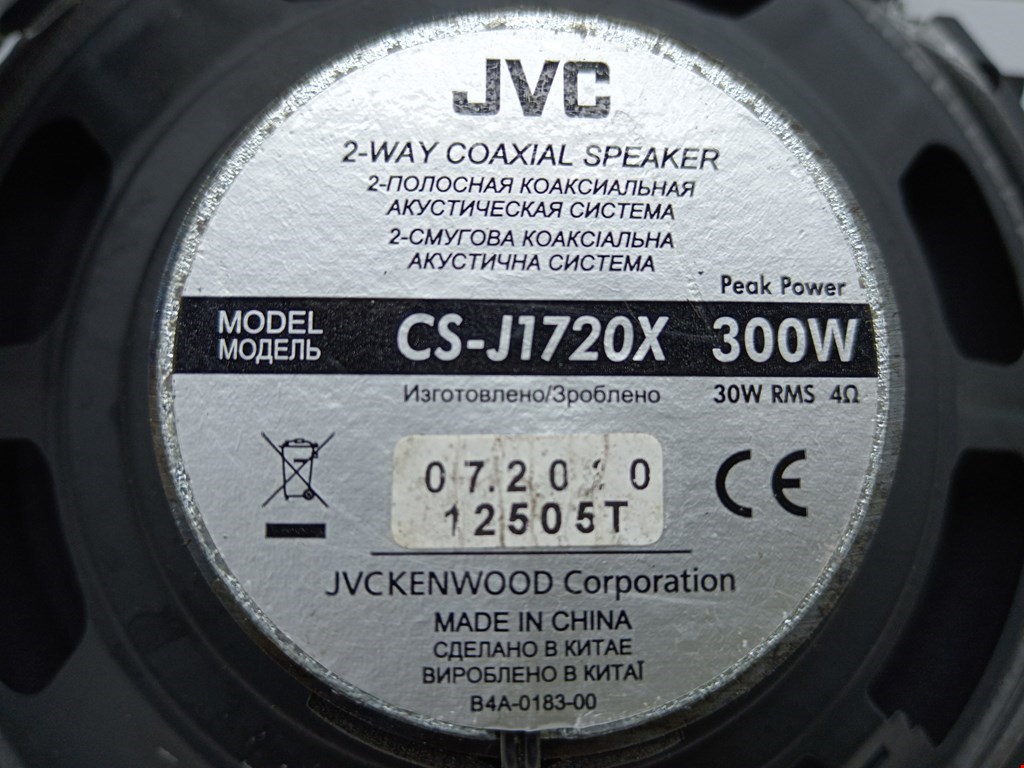 JVC
2-WAY COAXIAL SPEAKER
2-ПОЛОСНАЯ КОАКСИАЛЬНАЯ
АКУСТИЧЕСКАЯ СИСТЕМА
2-СМУГОВА КОАКСІАЛЬНА
АКУСТИЧНА СИСТЕМА
Peak Power
MODEL
МОДЕЛЬ
CS-J1720X 300W
Изготовлено/Зроблено
30W RMS 4Ω
12505T
CE
JVCKENWOOD Corporation
MADE IN CHINA
СДЕЛАНО В КИТАЕ
ВИРОБЛЕНО В КИТАЇ
B4A-0183-00